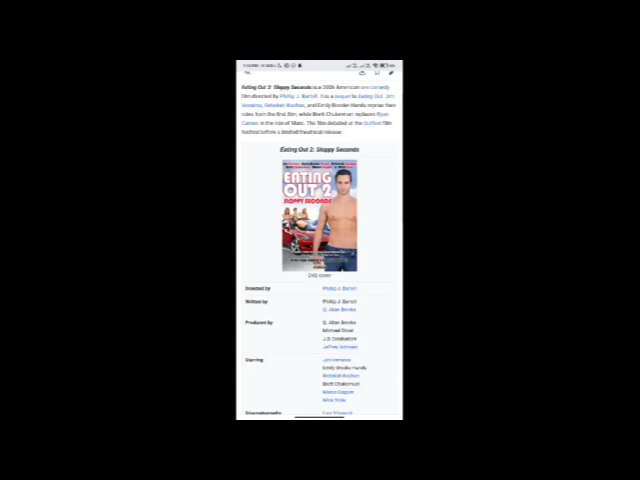 Eating Out 2: Sloppy Seconds is a 2006 American sex comedy
film directed by Phillip J. Bartell. It is a sequel to Eating Out. Jim
Verraros, Rebekah Kochan, and Emily Brooke Hands reprise their
roles from the first film, while Brett Chukerman replaces Ryan
Carnes in the role of Marc. The film debuted at the Outfest film
festival before a limited theatrical release.
Eating Out 2: Sloppy Seconds
EATING
OUT 2
SLOPPY SECONDS
DVD cover
Directed by
Phillip J. Bartell
Written by
Phillip J. Bartell
Q. Allan Brocka
Produced by
Q. Allan Brocka
Michael Shoel
J.D. Disalvatore
Jeffrey Schwarz
Starring
Jim Verraros
Emily Brooke Hands
Rebekah Kochan
Brett Chukerman
Marco Dapper
Mink Stole
Cinematography